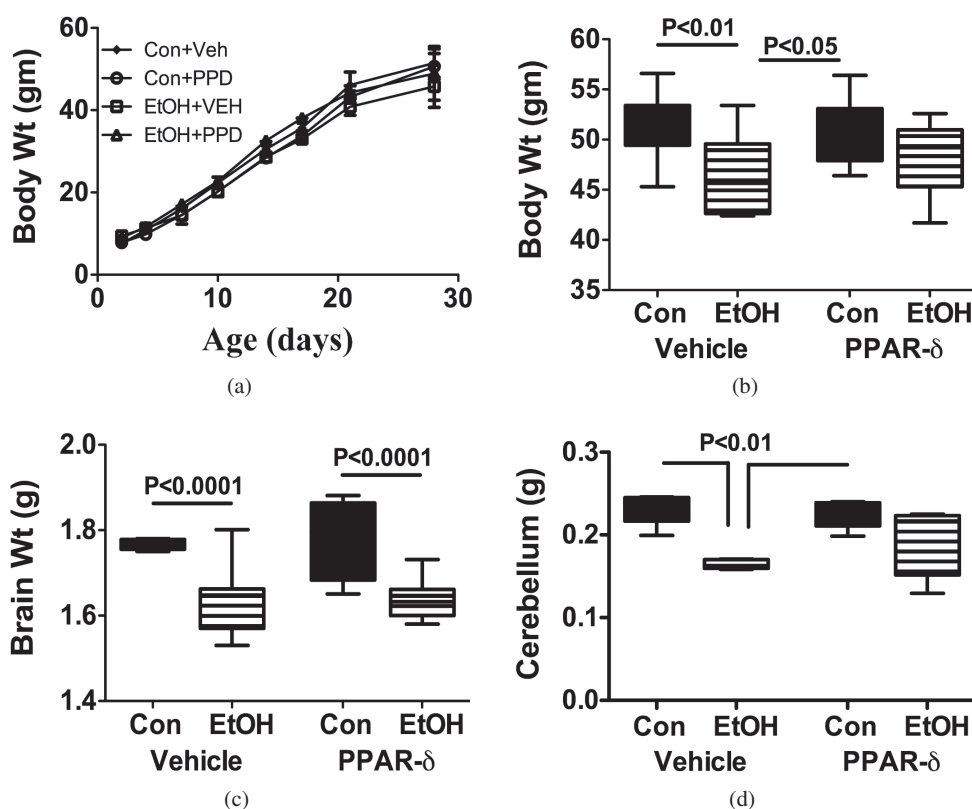 60
40
20
0
Body Wt (gm)
Con+Veh
Con+PPD
EtOH+VEH
EtOH+PPD
0 10 20 30
Age (days)
(a)
P<0.01
P<0.05
60
55
50
45
40
35
Body Wt (gm)
Con EtOH Con EtOH
Vehicle PPAR-δ
(b)
2.0
1.8
1.6
1.4
Brain Wt (g)
P<0.0001 P<0.0001
Con EtOH Con EtOH
Vehicle PPAR-δ
(c)
P<0.01
0.3
0.2
0.1
0.0
Cerebellum (g)
Con EtOH Con EtOH
Vehicle PPAR-δ
(d)